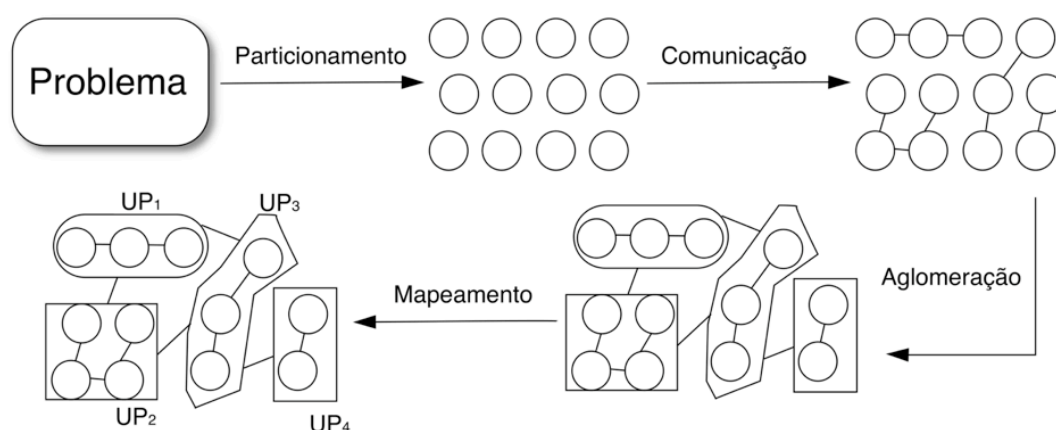 Problema
Particionamento
Comunicação
Aglomeração
Mapeamento
UP₁
UP₃
UP₂
UP₄